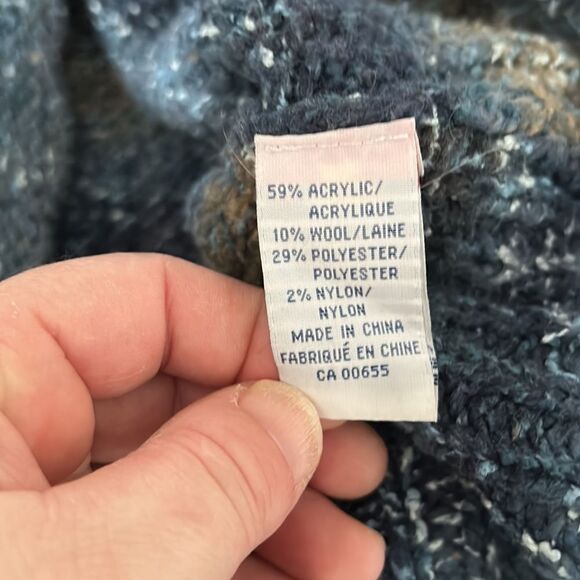 59% ACRYLIC/
ACRYLIQUE
10% WOOL/LAINE
29% POLYESTER/
POLYESTER
2% NYLON/
NYLON
MADE IN CHINA
FABRIQUÉ EN CHINE
CA 00655